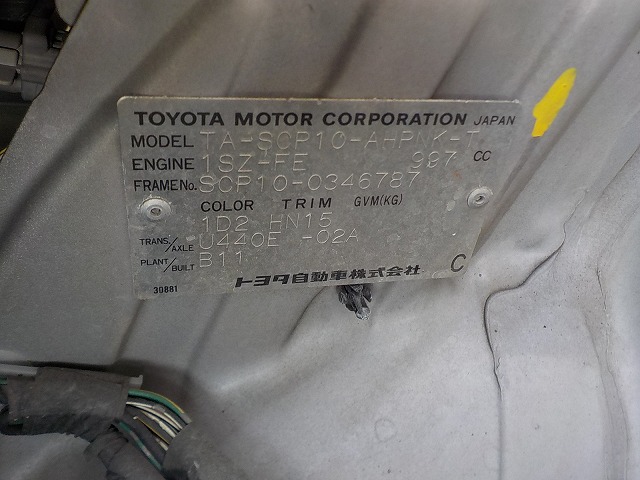 TOYOTA MOTOR CORPORATION JAPAN
MODEL TA-SCP10-AHPNK-T
ENGINE 1SZ-FE 997 CC
FRAME No. SCP10-0346787
COLOR TRIM GVM(KG)
1D2 HN15
TRANS./AXLE U440E -02A
PLANT/BUILT B11
トヨタ自動車株式会社 C
30881